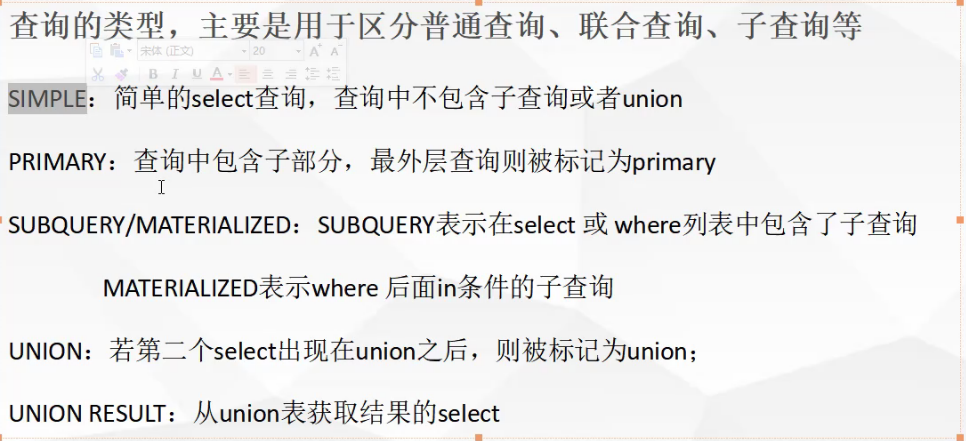 查询的类型，主要是用于区分普通查询、联合查询、子查询等
宋体 (正文) 20 A A
B I U A
SIMPLE：简单的select查询，查询中不包含子查询或者union
PRIMARY：查询中包含子部分，最外层查询则被标记为primary
SUBQUERY/MATERIALIZED：SUBQUERY表示在select 或 where列表中包含了子查询
MATERIALIZED表示where 后面in条件的子查询
UNION：若第二个select出现在union之后，则被标记为union；
UNION RESULT：从union表获取结果的select